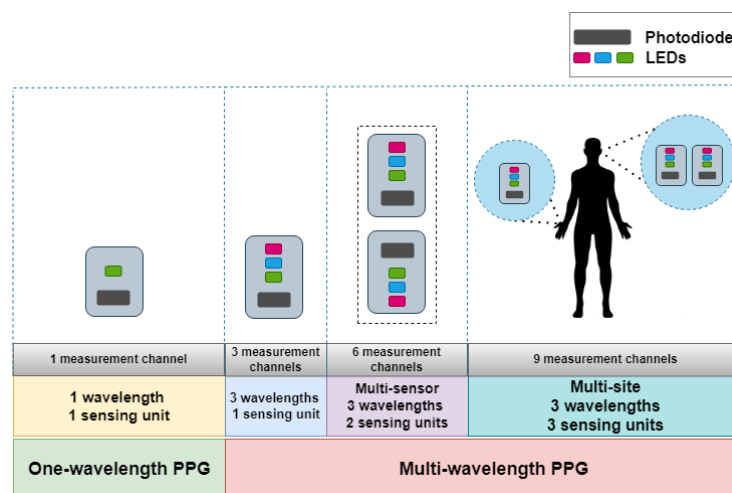 Photodiode
LEDs
1 measurement channel
3 measurement
channels
6 measurement
channels
9 measurement channels
1 wavelength
1 sensing unit
3 wavelengths
1 sensing unit
Multi-sensor
3 wavelengths
2 sensing units
Multi-site
3 wavelengths
3 sensing units
One-wavelength PPG
Multi-wavelength PPG